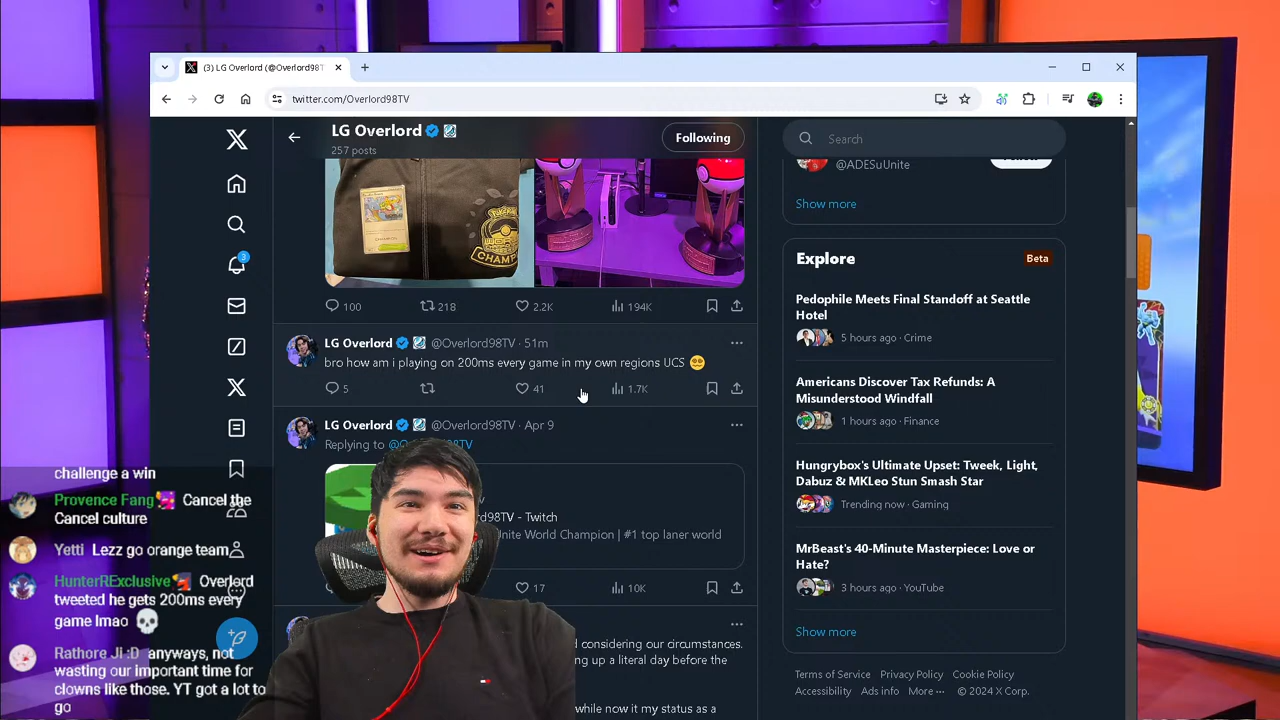 (3) LG Overlord (@Overlord98T
twitter.com/Overlord98TV
LG Overlord
257 posts
Following
CHAMP
100
218
2.2K
194K
LG Overlord @Overlord98TV · 51m
bro how am i playing on 200ms every game in my own regions UCS 😵‍💫
5
41
1.7K
LG Overlord @Overlord98TV · Apr 9
Replying to @O 98TV
rd98TV - Twitch
Unite World Champion | #1 top laner world
17
10K
d considering our circumstances.
ng up a literal day before the
while now it my status as a
Search
@ADESuUnite
Show more
Explore
Beta
Pedophile Meets Final Standoff at Seattle
Hotel
5 hours ago · Crime
Americans Discover Tax Refunds: A
Misunderstood Windfall
1 hours ago · Finance
Hungrybox's Ultimate Upset: Tweek, Light,
Dabuz & MKLeo Stun Smash Star
Trending now · Gaming
MrBeast's 40-Minute Masterpiece: Love or
Hate?
3 hours ago · YouTube
Show more
Terms of Service Privacy Policy Cookie Policy
Accessibility Ads info More ··· © 2024 X Corp.
3
challenge a win
Provence Fang Cancel the
Cancel culture
Yetti Lezz go orange team
HunterRExclusive Overlord
tweeted he gets 200ms every
game lmao 💀
Rathore Ji :D anyways, not
wasting our important time for
clowns like those. YT got a lot to
go